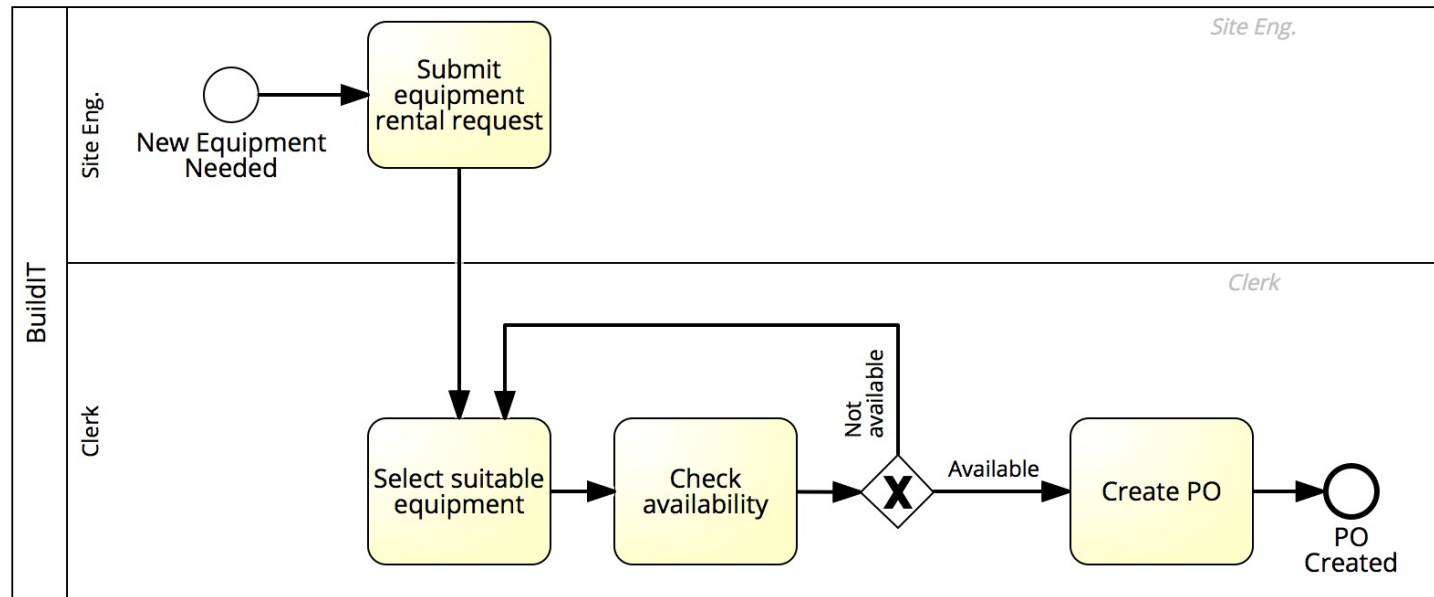 BuildIT
Site Eng.
Site Eng.
New Equipment
Needed
Submit
equipment
rental request
Clerk
Clerk
Select suitable
equipment
Check
availability
Not
available
X
Available
Create PO
PO
Created